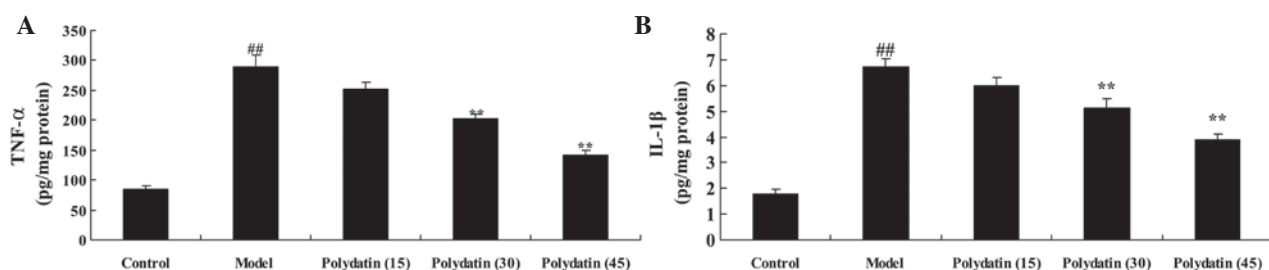 A
TNF-α
(pg/mg protein)
350
300
250
200
150
100
50
0
##
**
**
Control Model Polydatin (15) Polydatin (30) Polydatin (45)
B
IL-1β
(pg/mg protein)
8
7
6
5
4
3
2
1
0
##
**
**
Control Model Polydatin (15) Polydatin (30) Polydatin (45)